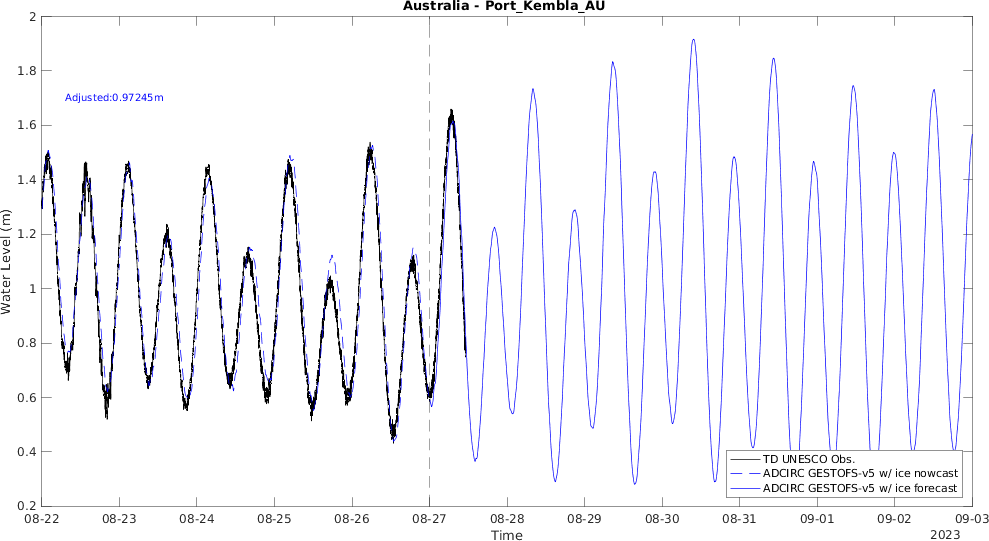 Australia - Port_Kembla_AU
2
1.8
1.6
1.4
1.2
1
0.8
0.6
0.4
0.2
Water Level (m)
Adjusted:0.97245m
TD UNESCO Obs.
ADCIRC GESTOFS-v5 w/ ice nowcast
ADCIRC GESTOFS-v5 w/ ice forecast
08-22 08-23 08-24 08-25 08-26 08-27 08-28 08-29 08-30 08-31 09-01 09-02 09-03
Time
2023